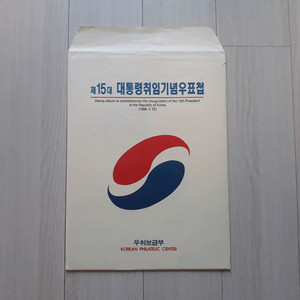 제15대 대통령취임기념우표첩
Stamp album to commemorate the inauguration of the 15th President
of the Republic of Korea
(1998. 2. 25)
우취보급부
KOREAN PHILATELIC CENTER